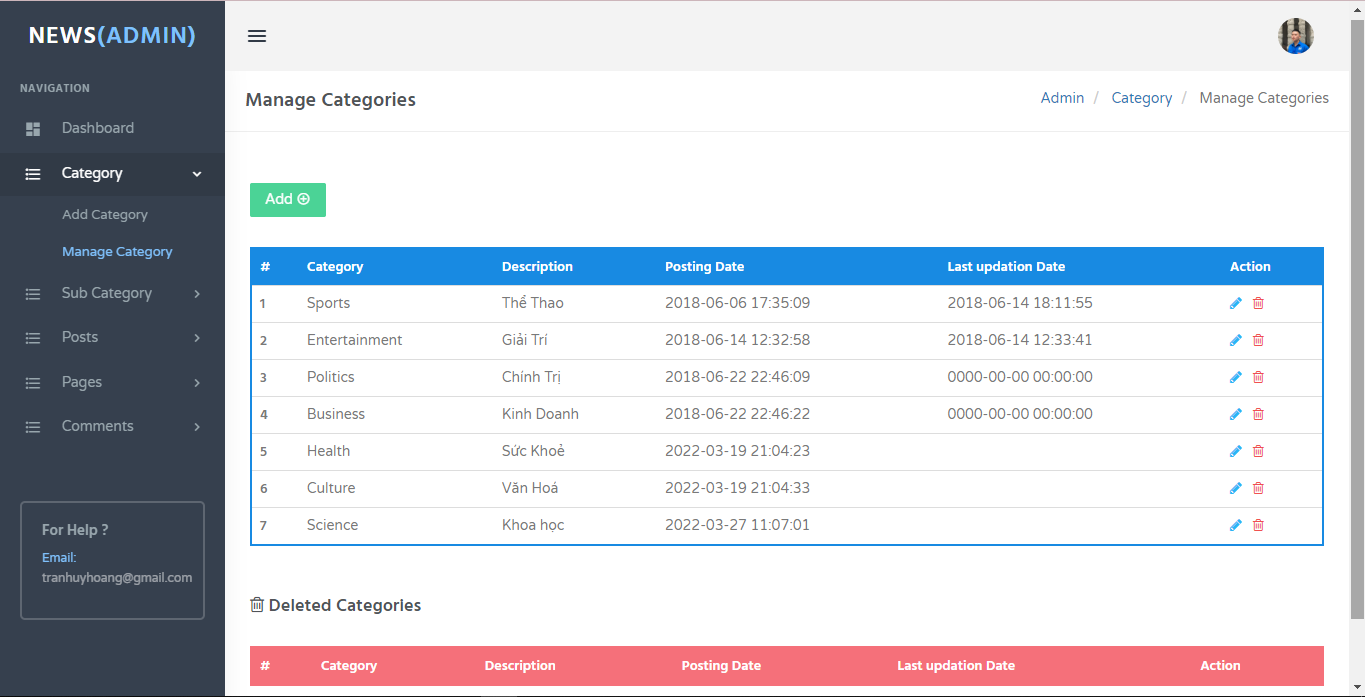 NEWS(ADMIN)
NAVIGATION
Dashboard
Category
Add Category
Manage Category
Sub Category
Posts
Pages
Comments
For Help ?
Email:
tranhuyhoang@gmail.com
Manage Categories
Admin / Category / Manage Categories
Add
# Category Description Posting Date Last updation Date Action
1 Sports Thể Thao 2018-06-06 17:35:09 2018-06-14 18:11:55
2 Entertainment Giải Trí 2018-06-14 12:32:58 2018-06-14 12:33:41
3 Politics Chính Trị 2018-06-22 22:46:09 0000-00-00 00:00:00
4 Business Kinh Doanh 2018-06-22 22:46:22 0000-00-00 00:00:00
5 Health Sức Khoẻ 2022-03-19 21:04:23
6 Culture Văn Hoá 2022-03-19 21:04:33
7 Science Khoa học 2022-03-27 11:07:01
Deleted Categories
# Category Description Posting Date Last updation Date Action